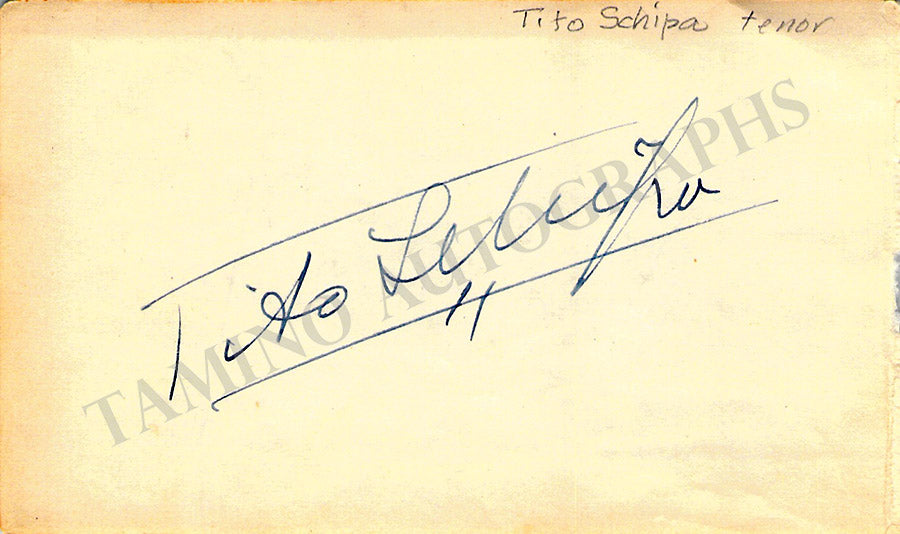 Tito Schipa tenor
Tito Schipa
TAMINO AUTOGRAPHS